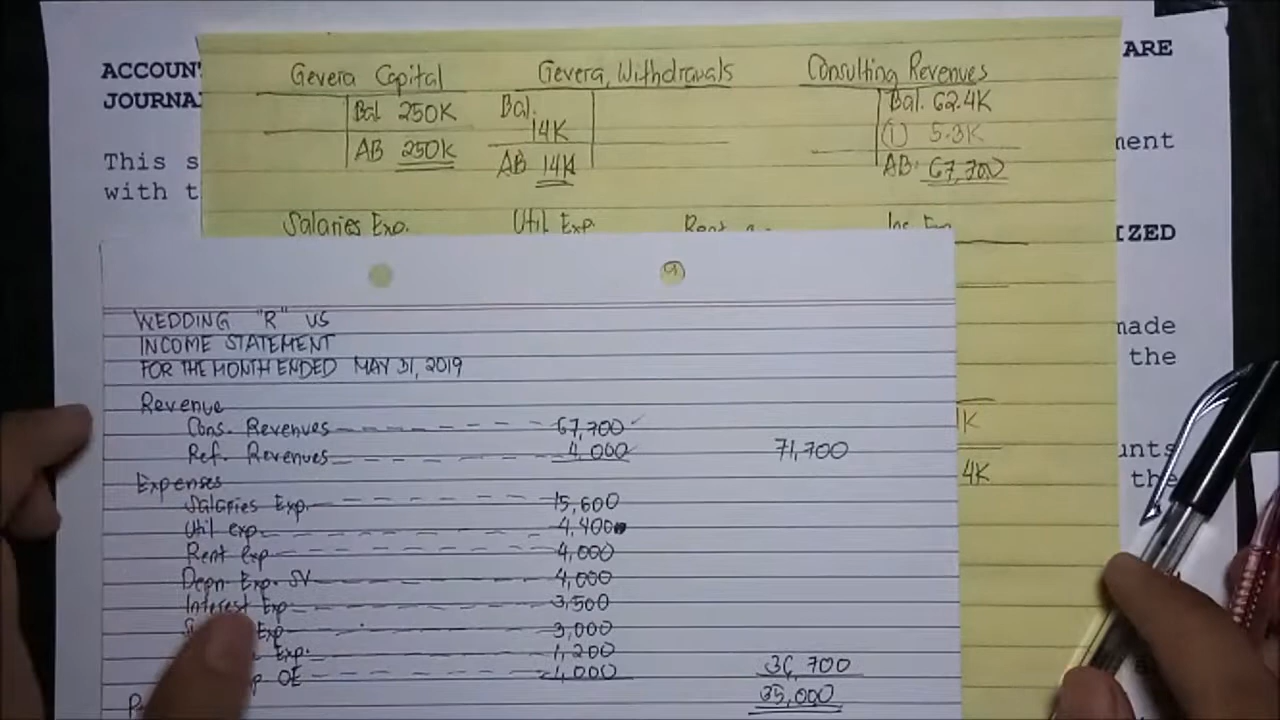 ACCOUN
ARE
JOURNA
This s
ment
with t
IZED
made
the
unts
the
Gevera Capital
Gevera, Withdrawals
Consulting Revenues
Bal 250K
Bal.
14K
Bal. 62.4K
(1) 5.3K
AB 250K
AB 14K
AB. 67,700
Salaries Exp.
Util Exp.
Rent
K
4K
WEDDING "R" US
INCOME STATEMENT
FOR THE MONTH ENDED MAY 31, 2019
Revenue
Cons. Revenues 67,700
Ref. Revenues 4,000 71,700
Expenses
Salaries Exp. 15,600
Util exp. 4,400
Rent exp 4,000
Depn. Exp. SV 4,000
Interest Exp 3,500
Exp 3,000
Exp. 1,200
OE 1,000 36,700
35,000